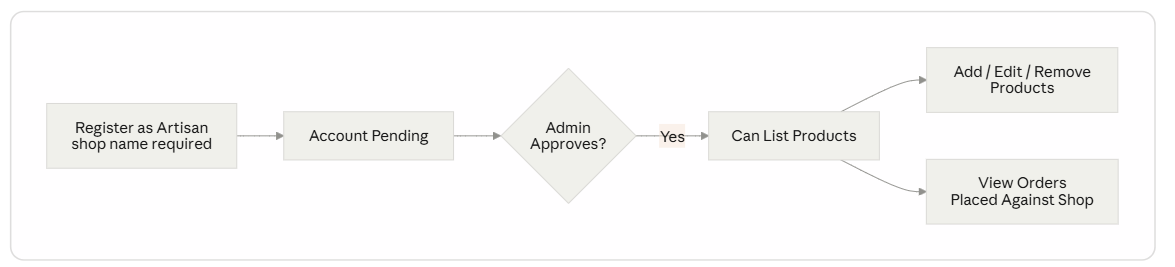 Register as Artisan
shop name required
Account Pending
Admin
Approves?
Yes
Can List Products
Add / Edit / Remove
Products
View Orders
Placed Against Shop